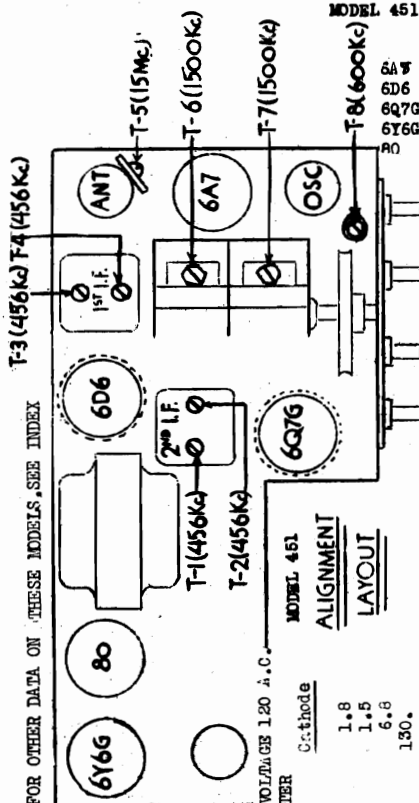 MODEL 451
6A7
6D6
6Q7G
6Y6G
80
FOR OTHER DATA ON THESE MODELS, SEE INDEX
T-3 (456Kc)
T-4 (456Kc)
T-5 (15Mc)
T-6 (1500Kc)
T-7 (1500Kc)
T-8 (600Kc)
ANT
6A7
OSC
1ST I.F.
6D6
2ND I.F.
6Q7G
T-1 (456Kc)
T-2 (456Kc)
80
6Y6G
VOLTAGE 120 A.C.
TER
MODEL 451
ALIGNMENT
LAYOUT
Cathode
1.8
1.5
6.8
130.